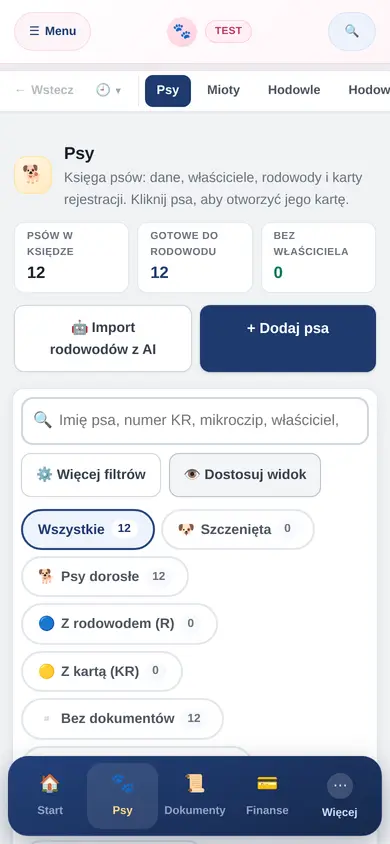 ☰ Menu
TEST
← Wstecz
Psy
Mioty
Hodowle
Hodow
Psy
Księga psów: dane, właściciele, rodowody i karty
rejestracji. Kliknij psa, aby otworzyć jego kartę.
PSÓW W
KSIĘDZE
12
GOTOWE DO
RODOWODU
12
BEZ
WŁAŚCICIELA
0
Import
rodowodów z AI
+ Dodaj psa
Imię psa, numer KR, mikroczip, właściciel,
Więcej filtrów
Dostosuj widok
Wszystkie 12
Szczenięta 0
Psy dorosłe 12
Z rodowodem (R) 0
Z kartą (KR) 0
Bez dokumentów 12
Start
Psy
Dokumenty
Finanse
Więcej